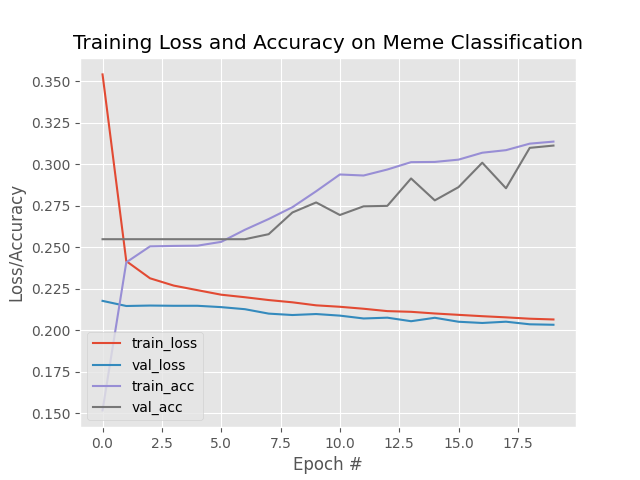 Training Loss and Accuracy on Meme Classification
0.350
0.325
0.300
0.275
0.250
0.225
0.200
0.175
0.150
Loss/Accuracy
train_loss
val_loss
train_acc
val_acc
0.0 2.5 5.0 7.5 10.0 12.5 15.0 17.5
Epoch #